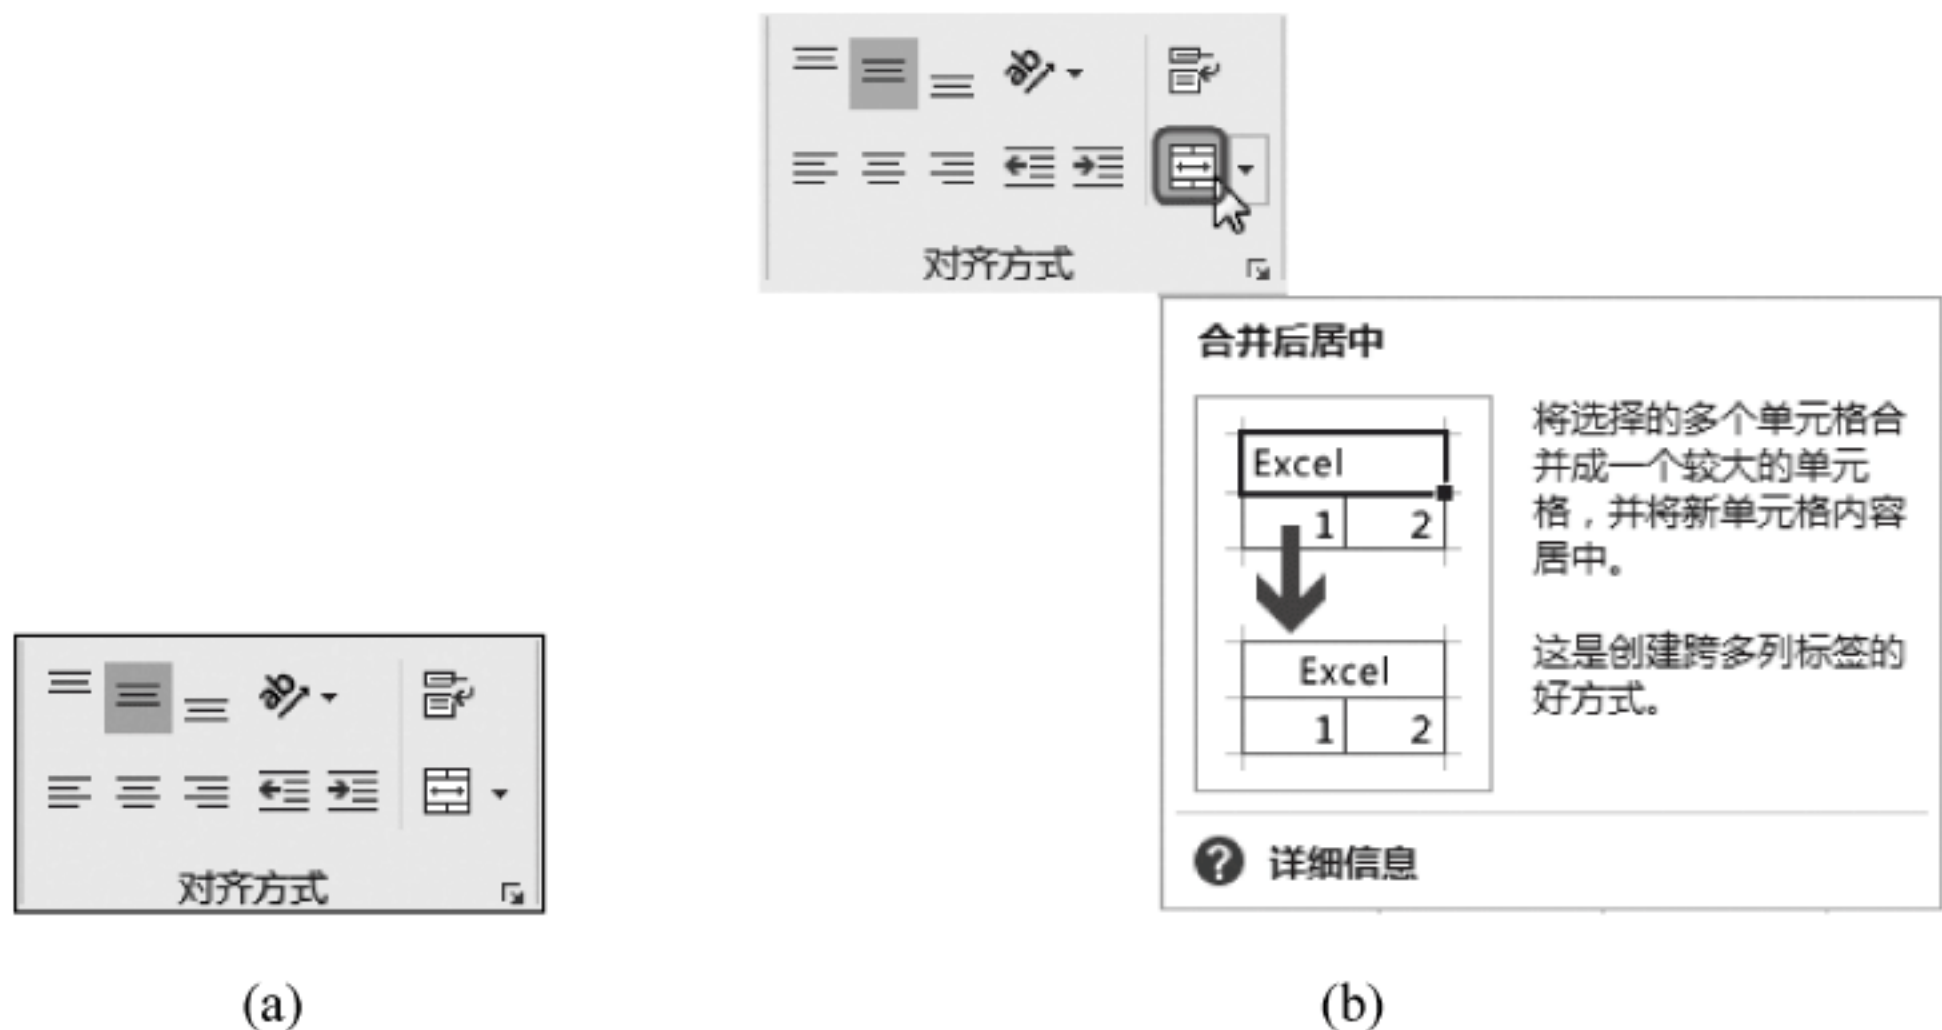 ab
对齐方式
合并后居中
Excel
1 2
Excel
1 2
将选择的多个单元格合
并成一个较大的单元
格，并将新单元格内容
居中。
这是创建跨多列标签的
好方式。
? 详细信息
ab
对齐方式
(a)
(b)